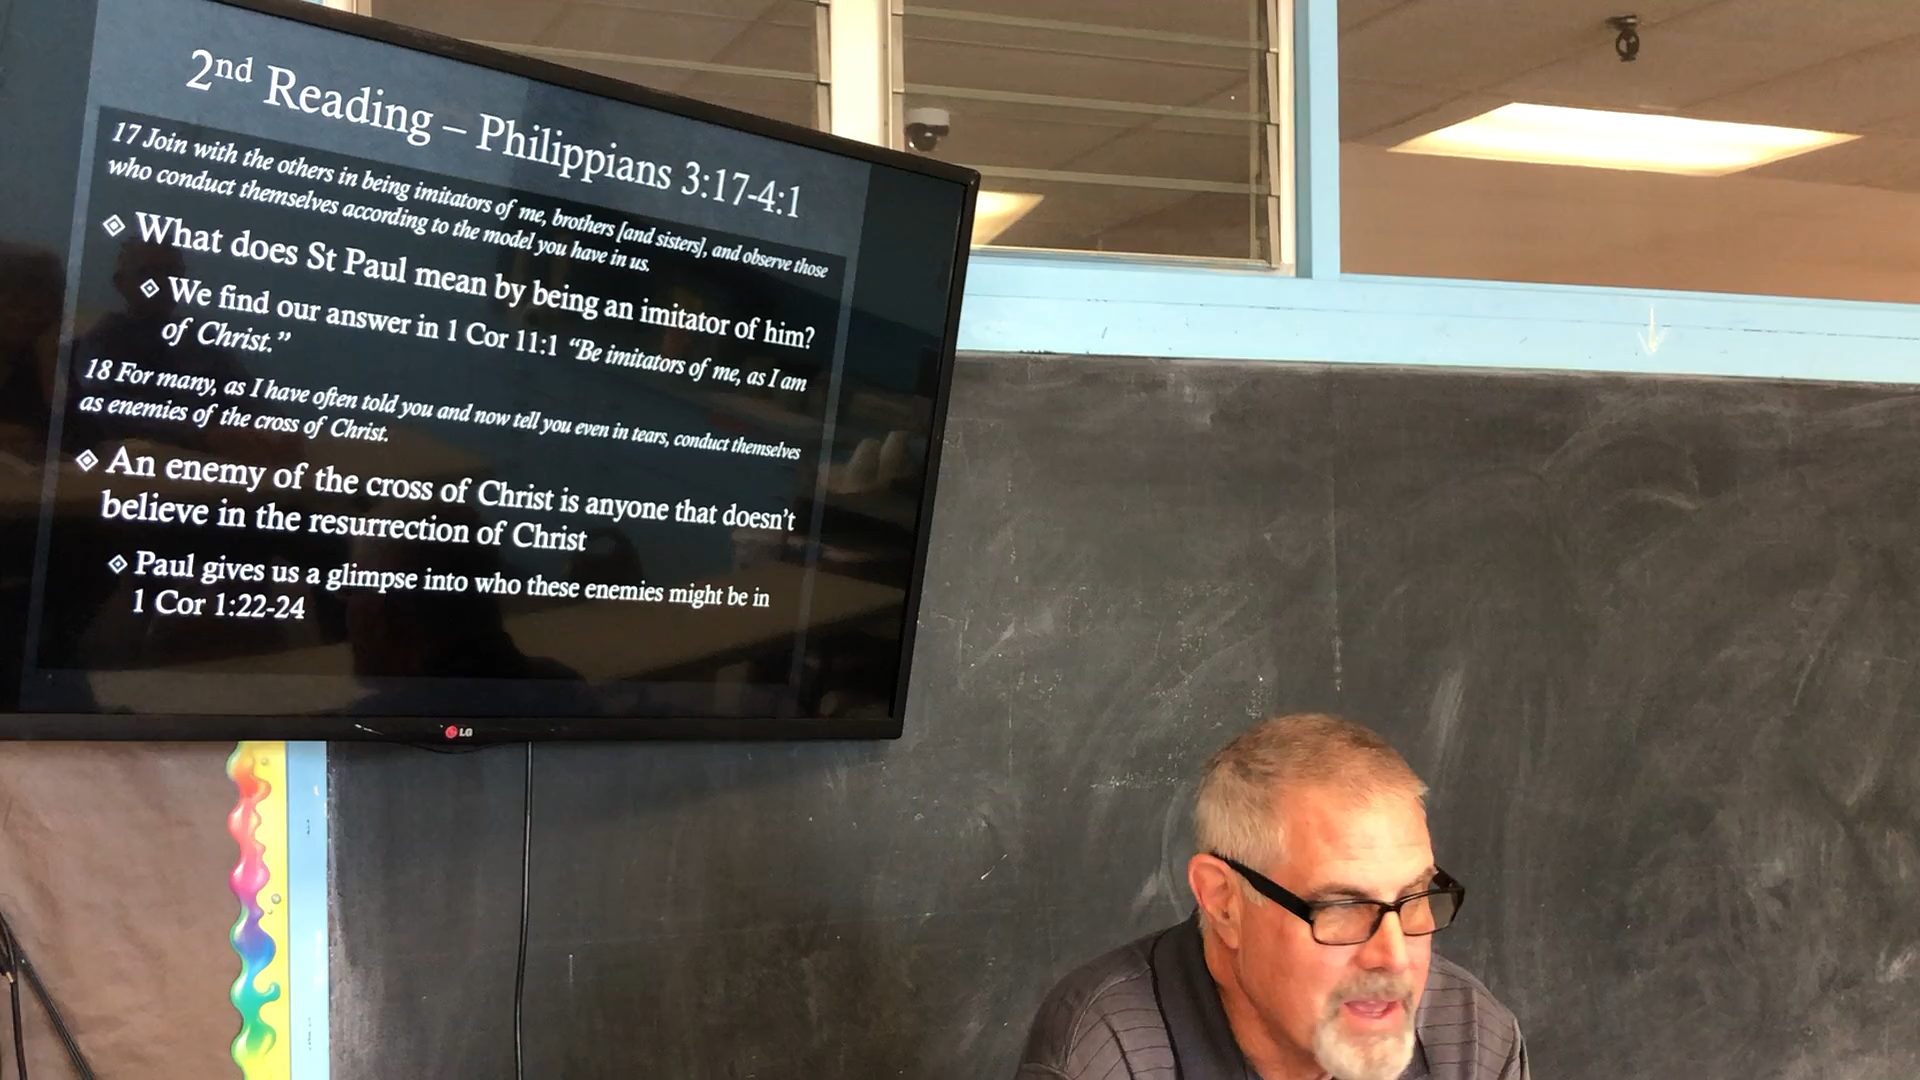 2nd Reading – Philippians 3:17-4:1
17 Join with the others in being imitators of me, brothers [and sisters], and observe those
who conduct themselves according to the model you have in us.
What does St Paul mean by being an imitator of him?
We find our answer in 1 Cor 11:1 “Be imitators of me, as I am
of Christ.”
18 For many, as I have often told you and now tell you even in tears, conduct themselves
as enemies of the cross of Christ.
An enemy of the cross of Christ is anyone that doesn’t
believe in the resurrection of Christ
Paul gives us a glimpse into who these enemies might be in
1 Cor 1:22-24
LG